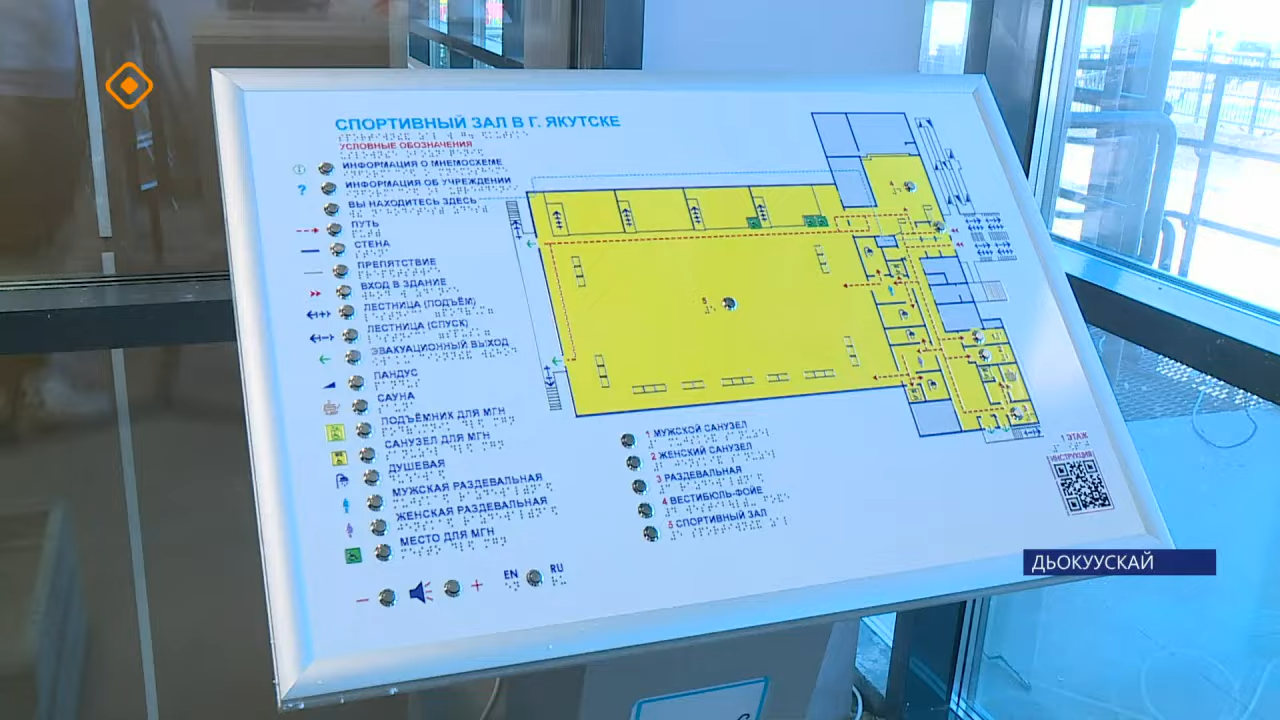 СПОРТИВНЫЙ ЗАЛ В Г. ЯКУТСКЕ
УСЛОВНЫЕ ОБОЗНАЧЕНИЯ
ИНФОРМАЦИЯ О МНЕМОСХЕМЕ
? ИНФОРМАЦИЯ ОБ УЧРЕЖДЕНИИ
ВЫ НАХОДИТЕСЬ ЗДЕСЬ
ПУТЬ
СТЕНА
ПРЕПЯТСТВИЕ
ВХОД В ЗДАНИЕ
ЛЕСТНИЦА (ПОДЪЁМ)
ЛЕСТНИЦА (СПУСК)
ЭВАКУАЦИОННЫЙ ВЫХОД
ПАНДУС
САУНА
ПОДЪЁМНИК ДЛЯ МГН
САНУЗЕЛ ДЛЯ МГН
ДУШЕВАЯ
МУЖСКАЯ РАЗДЕВАЛЬНАЯ
ЖЕНСКАЯ РАЗДЕВАЛЬНАЯ
МЕСТО ДЛЯ МГН
− + EN RU
1 МУЖСКОЙ САНУЗЕЛ
2 ЖЕНСКИЙ САНУЗЕЛ
3 РАЗДЕВАЛЬНАЯ
4 ВЕСТИБЮЛЬ-ФОЙЕ
5 СПОРТИВНЫЙ ЗАЛ
1 ЭТАЖ
ИНСТРУКЦИЯ
ДЬОКУУСКАЙ